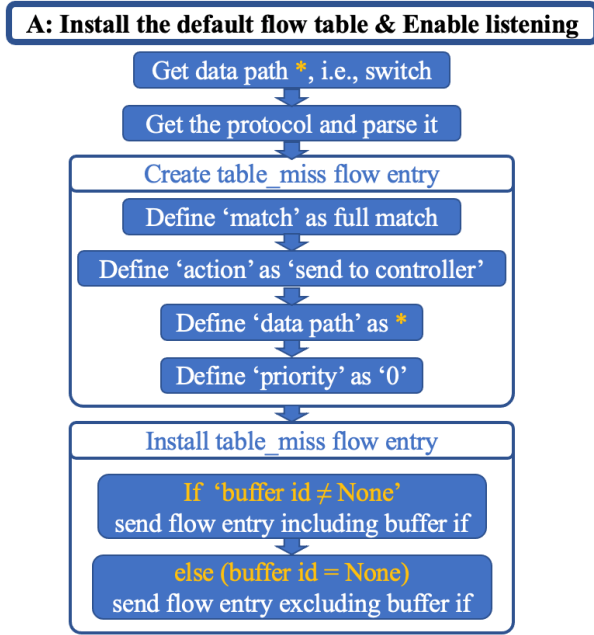 A: Install the default flow table & Enable listening
Get data path *, i.e., switch
Get the protocol and parse it
Create table_miss flow entry
Define ‘match’ as full match
Define ‘action’ as ‘send to controller’
Define ‘data path’ as *
Define ‘priority’ as ‘0’
Install table_miss flow entry
If ‘buffer id ≠ None’
send flow entry including buffer if
else (buffer id = None)
send flow entry excluding buffer if